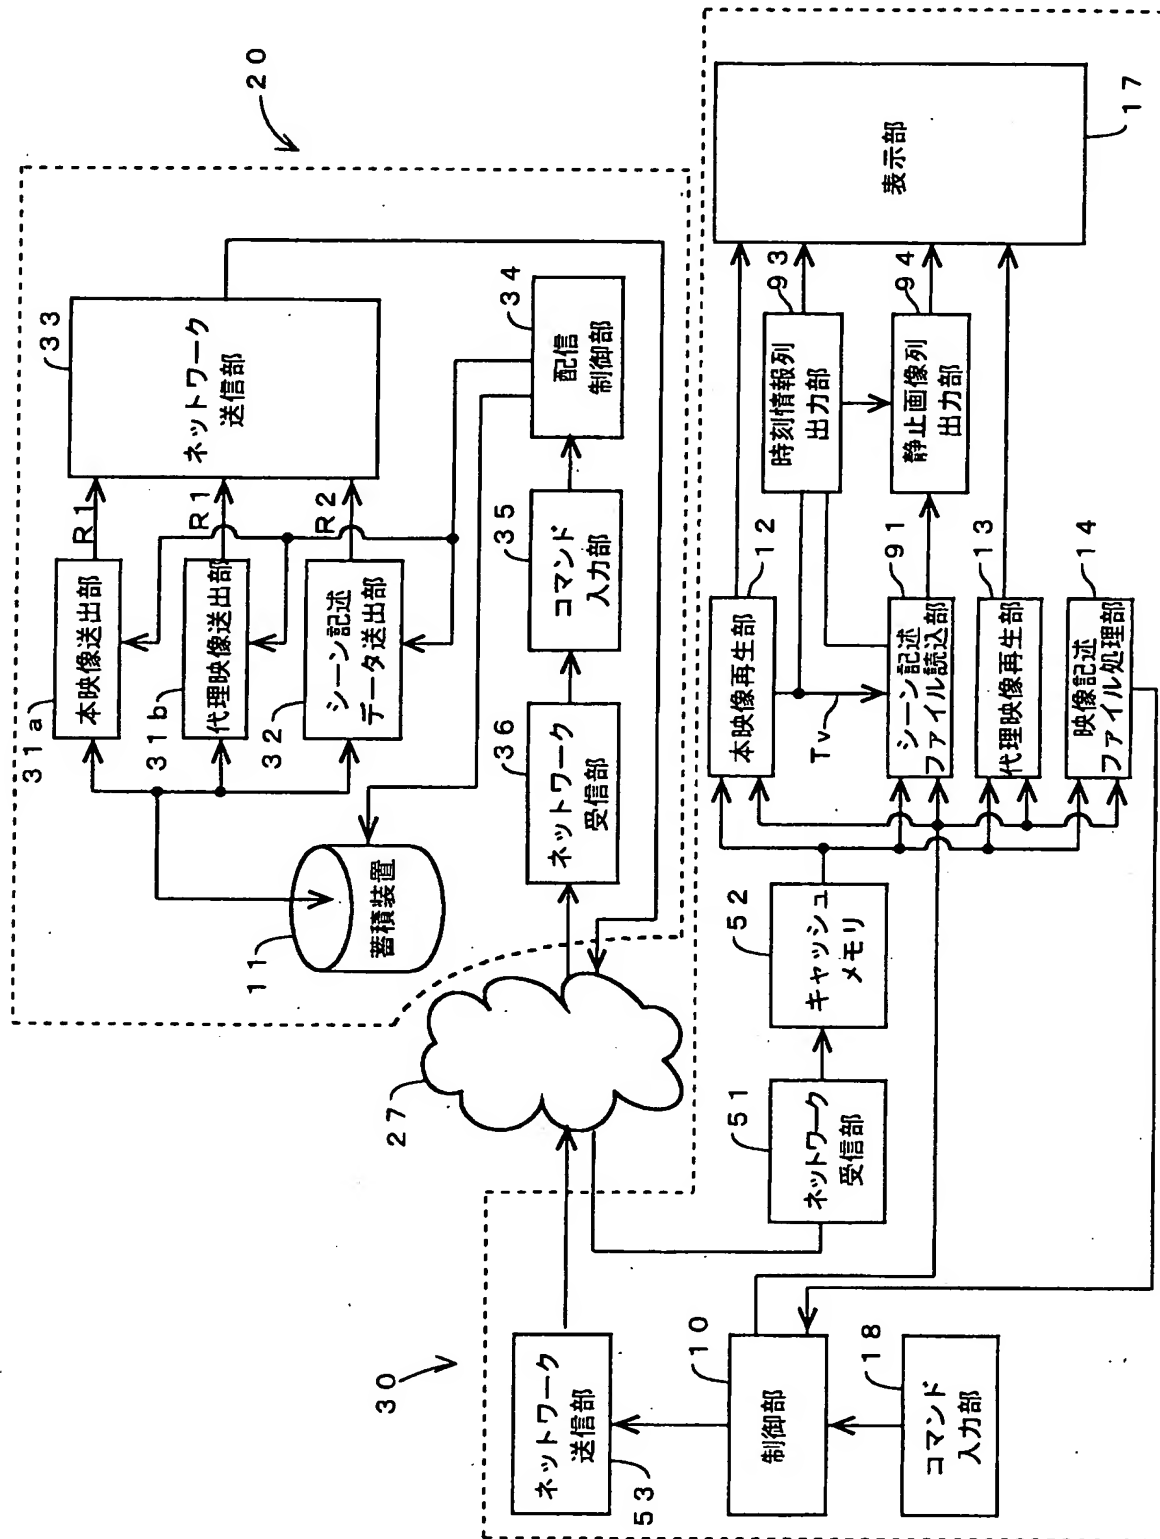 20
33
ネットワーク
送信部
R1
R1
R2
31a
本映像送出部
31b
代理映像送出部
32
シーン記述
データ送出部
34
配信
制御部
35
コマンド
入力部
36
ネットワーク
受信部
11
蓄積装置
27
30
53
ネットワーク
送信部
10
制御部
18
コマンド
入力部
51
ネットワーク
受信部
52
キャッシュ
メモリ
12
本映像再生部
Tv
91
シーン記述
ファイル読込部
13
代理映像再生部
14
映像記述
ファイル処理部
93
時刻情報列
出力部
94
静止画像列
出力部
17
表示部